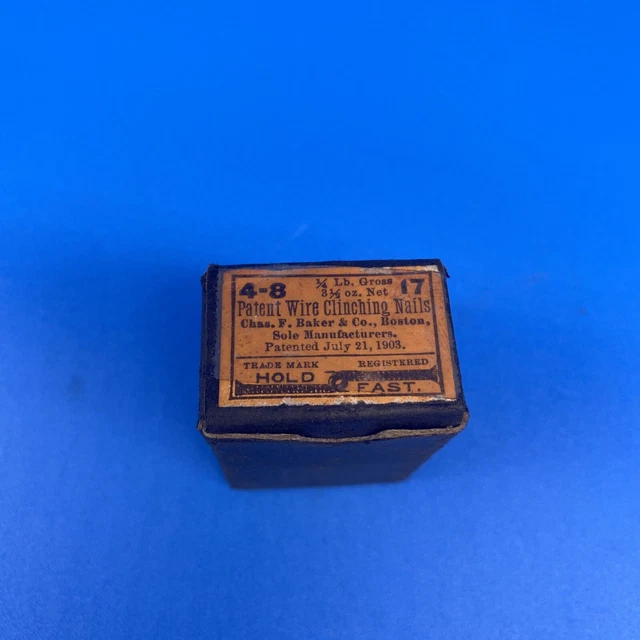 4-8 ¼ Lb. Gross 17
3½ oz. Net
Patent Wire Clinching Nails
Chas. F. Baker & Co., Boston,
Sole Manufacturers.
Patented July 21, 1903.
TRADE MARK REGISTERED
HOLD FAST.